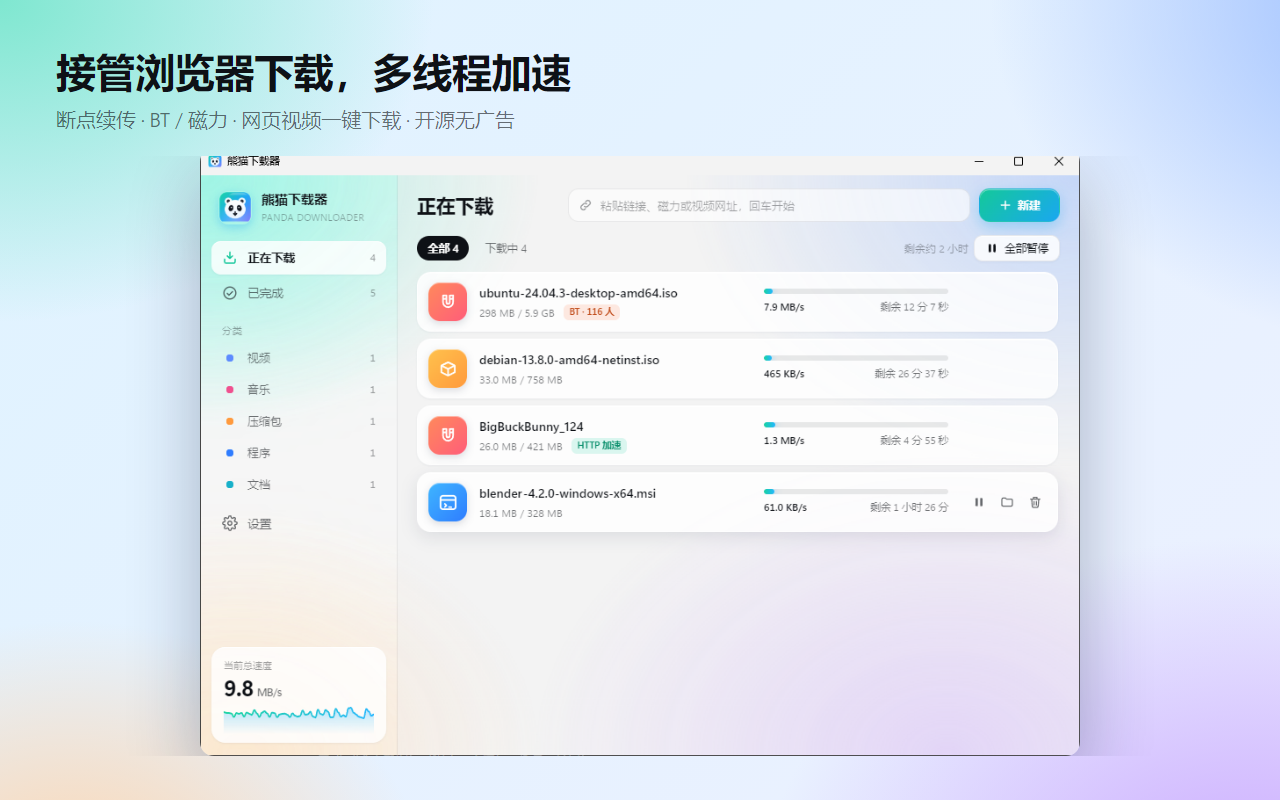 接管浏览器下载，多线程加速
断点续传 · BT / 磁力 · 网页视频一键下载 · 开源无广告
熊猫下载器
熊猫下载器
PANDA DOWNLOADER
正在下载 4
已完成 5
分类
视频 1
音乐 1
压缩包 1
程序 1
文档 1
设置
当前总速度
9.8 MB/s
正在下载
粘贴链接、磁力或视频网址，回车开始
新建
全部 4 下载中 4
剩余约 2 小时 全部暂停
ubuntu-24.04.3-desktop-amd64.iso
298 MB / 5.9 GB BT · 116 人
7.9 MB/s 剩余 12 分 7 秒
debian-13.8.0-amd64-netinst.iso
33.0 MB / 758 MB
465 KB/s 剩余 26 分 37 秒
BigBuckBunny_124
26.0 MB / 421 MB HTTP 加速
1.3 MB/s 剩余 4 分 55 秒
blender-4.2.0-windows-x64.msi
18.1 MB / 328 MB
61.0 KB/s 剩余 1 小时 26 分